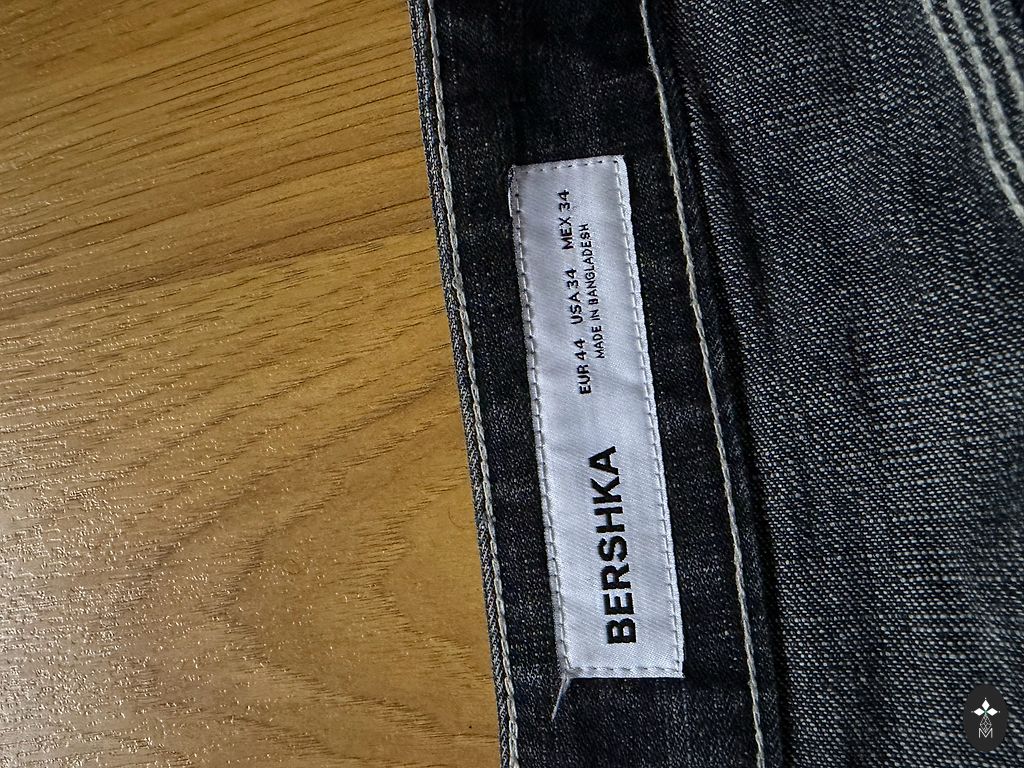 BERSHKA
EUR 44 USA 34 MEX 34
MADE IN BANGLADESH
M